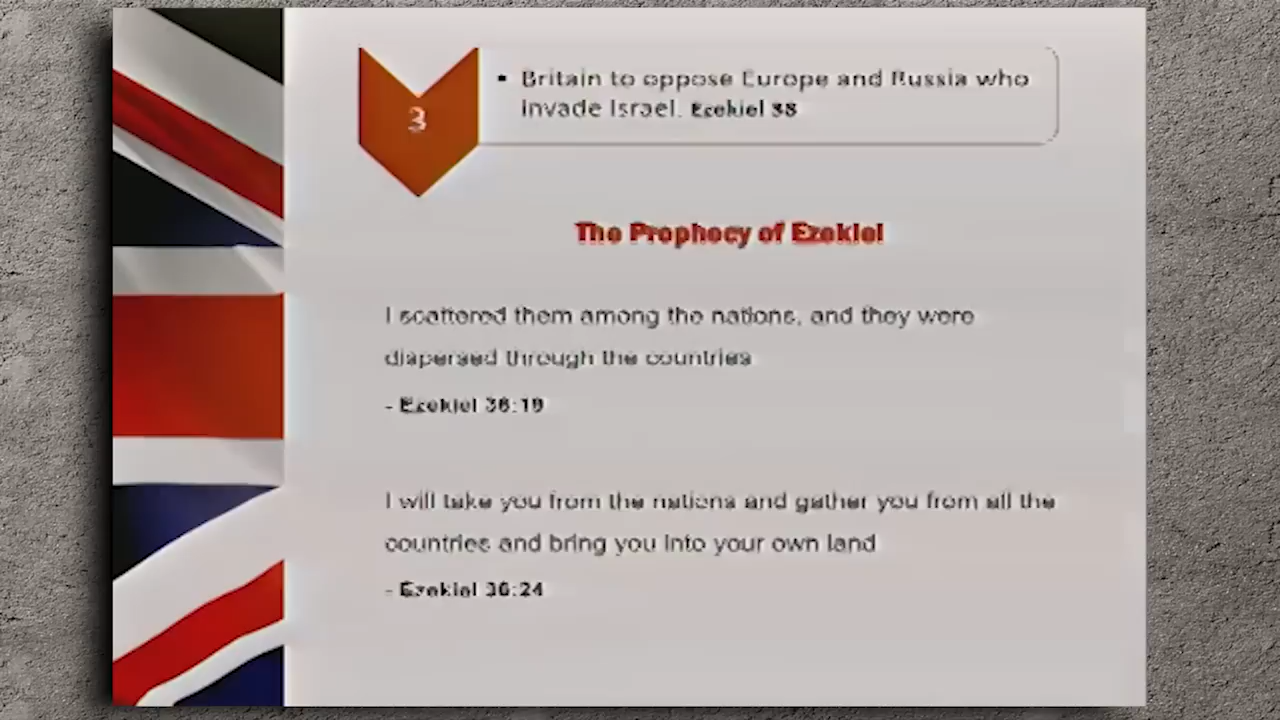 3
• Britain to oppose Europe and Russia who
invade Israel. Ezekiel 38
The Prophecy of Ezekiel
I scattered them among the nations, and they were
dispersed through the countries
- Ezekiel 36:19
I will take you from the nations and gather you from all the
countries and bring you into your own land
- Ezekiel 36:24